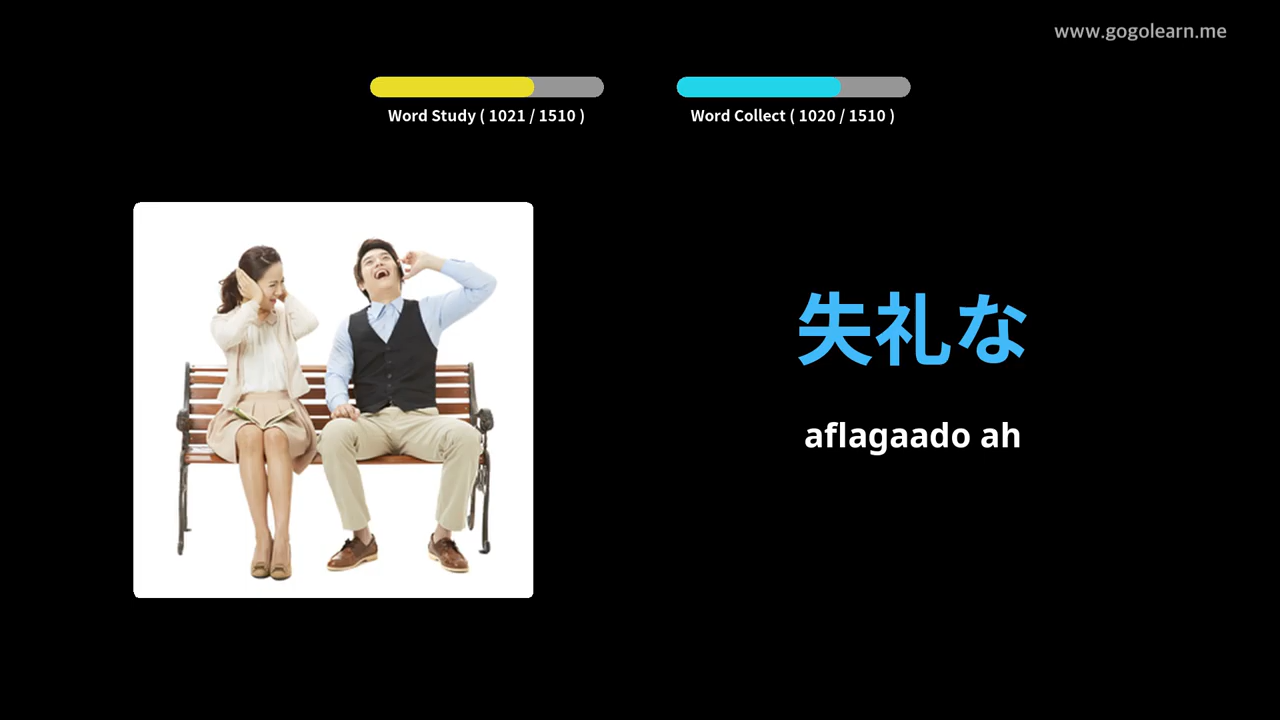 www.gogolearn.me
Word Study ( 1021 / 1510 )
Word Collect ( 1020 / 1510 )
失礼な
aflagaado ah